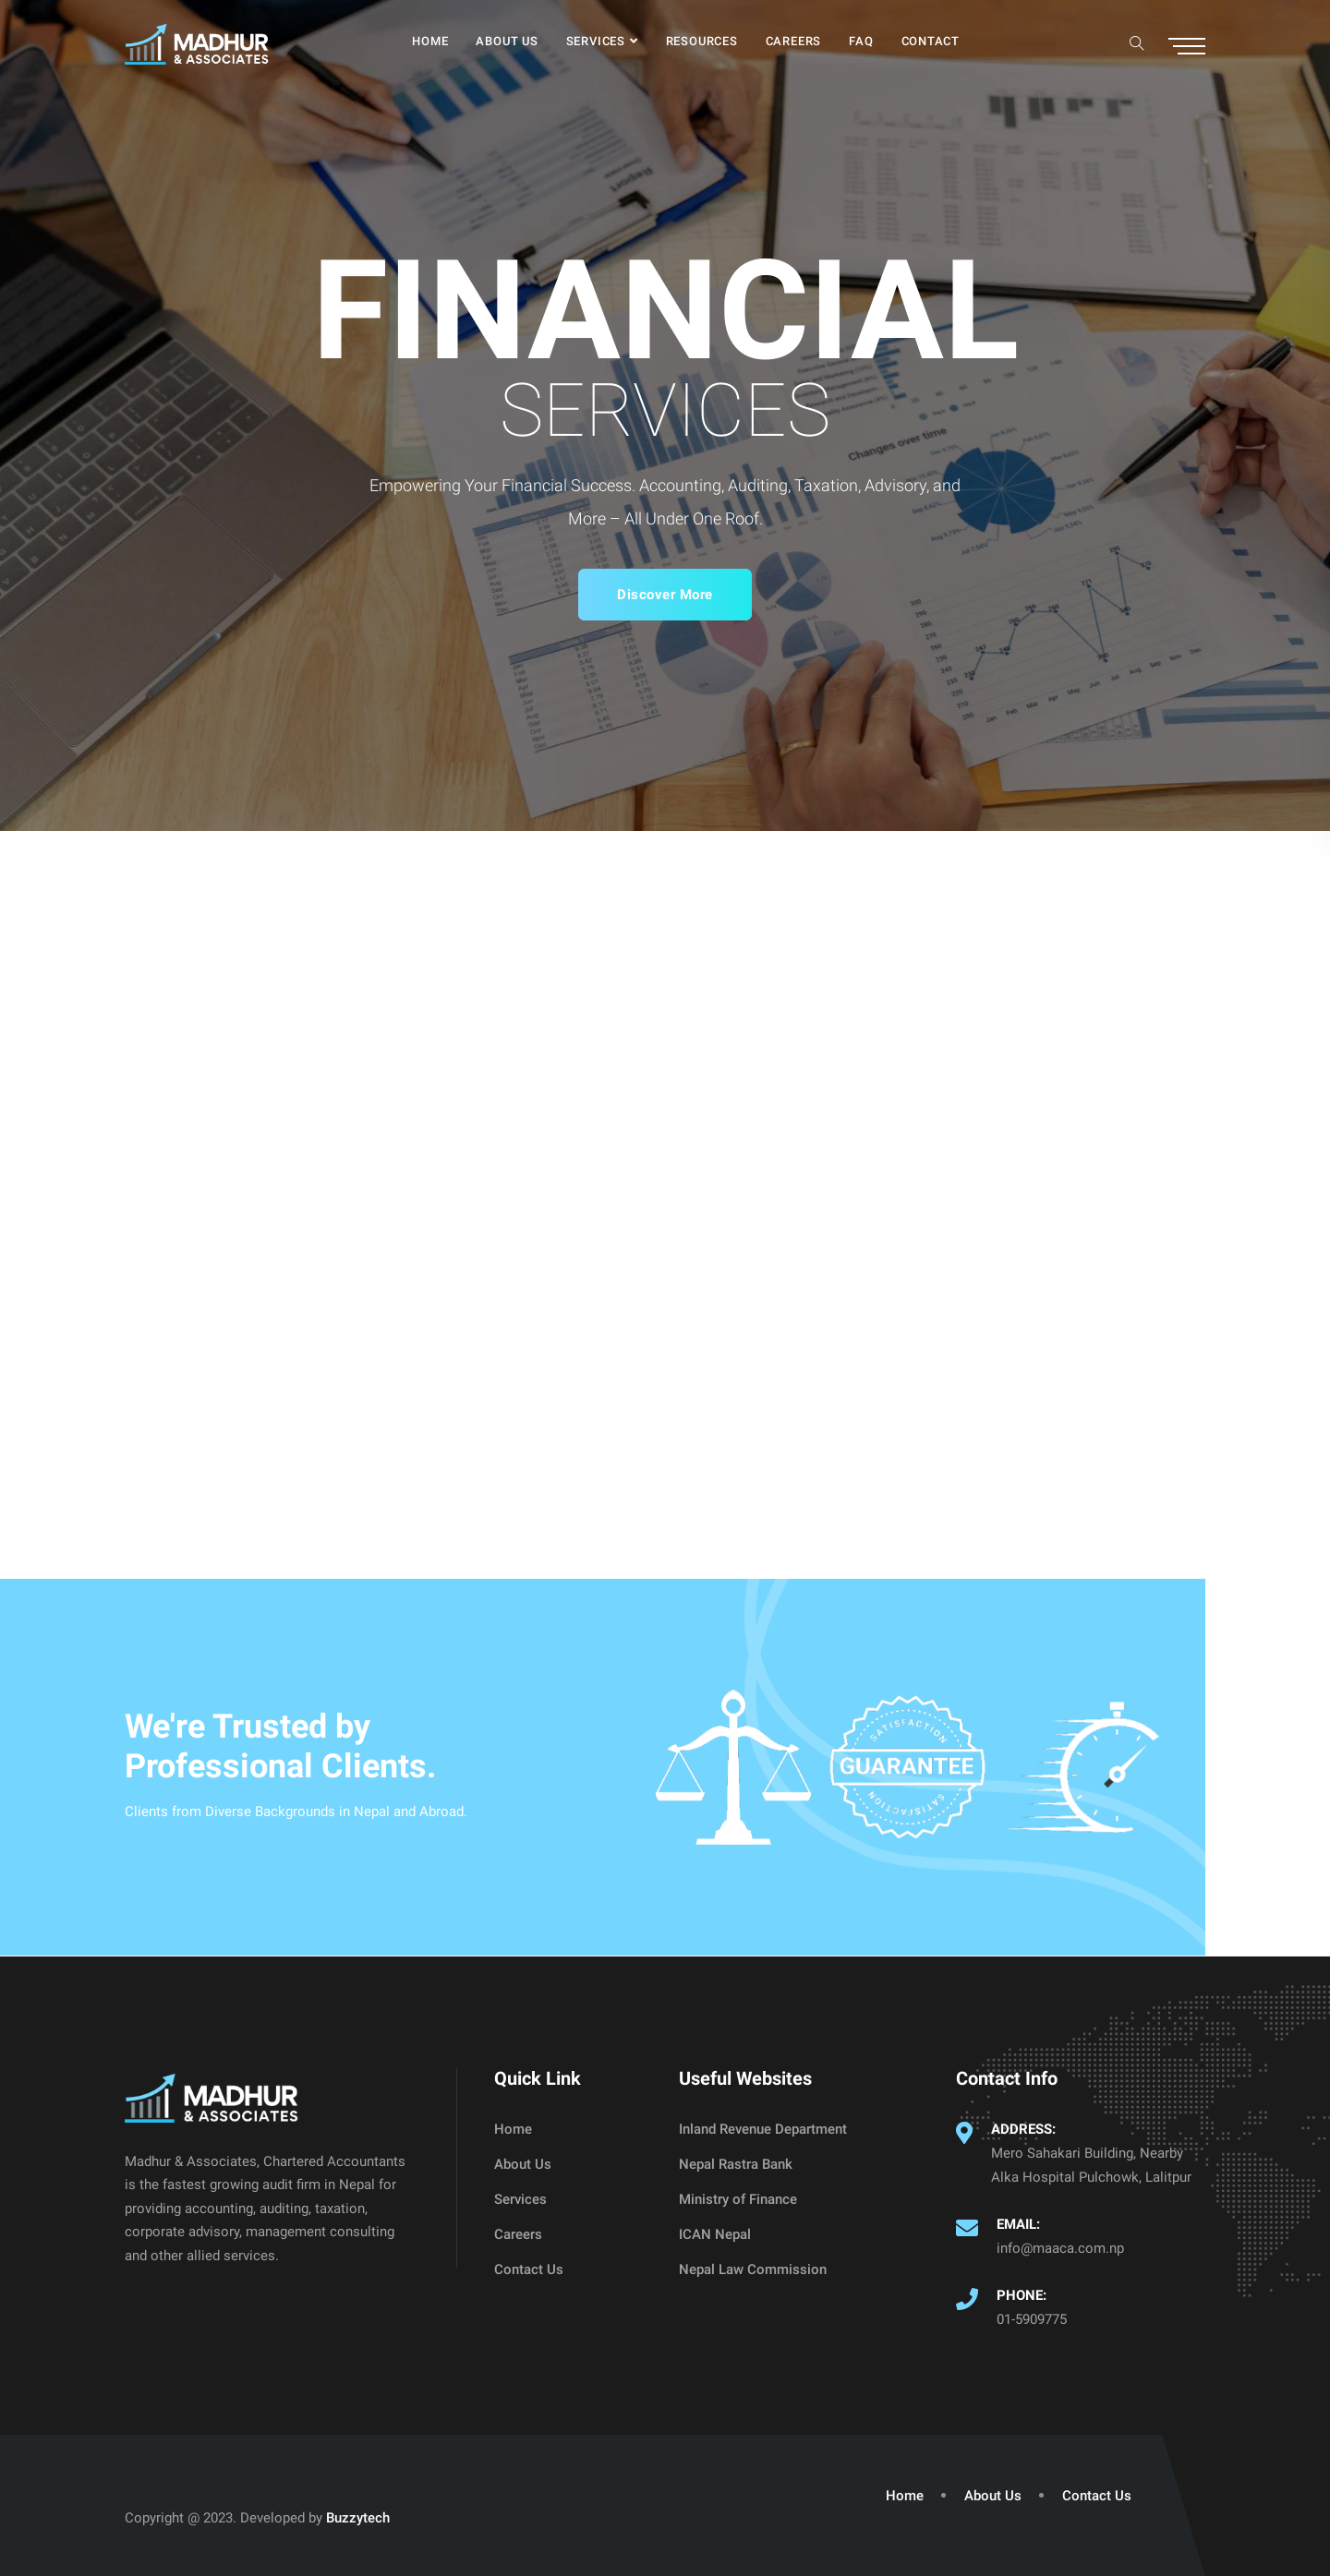 MADHUR
& ASSOCIATES
HOME ABOUT US SERVICES RESOURCES CAREERS FAQ CONTACT
FINANCIAL
SERVICES
Empowering Your Financial Success. Accounting, Auditing, Taxation, Advisory, and
More – All Under One Roof.
Discover More
Changes over time
We're Trusted by
Professional Clients.
Clients from Diverse Backgrounds in Nepal and Abroad.
SATISFACTION
GUARANTEE
SATISFACTION
MADHUR
& ASSOCIATES
Madhur & Associates, Chartered Accountants
is the fastest growing audit firm in Nepal for
providing accounting, auditing, taxation,
corporate advisory, management consulting
and other allied services.
Quick Link
Home
About Us
Services
Careers
Contact Us
Useful Websites
Inland Revenue Department
Nepal Rastra Bank
Ministry of Finance
ICAN Nepal
Nepal Law Commission
Contact Info
ADDRESS:
Mero Sahakari Building, Nearby
Alka Hospital Pulchowk, Lalitpur
EMAIL:
info@maaca.com.np
PHONE:
01-5909775
Home • About Us • Contact Us
Copyright @ 2023. Developed by Buzzytech